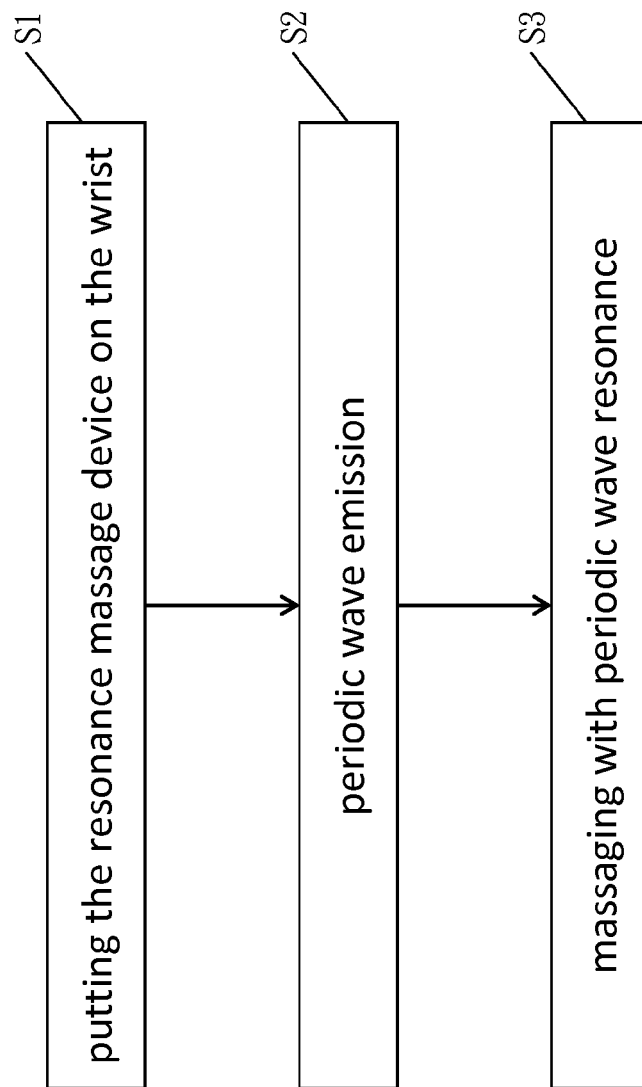 putting the resonance massage device on the wrist
S1
periodic wave emission
S2
massaging with periodic wave resonance
S3